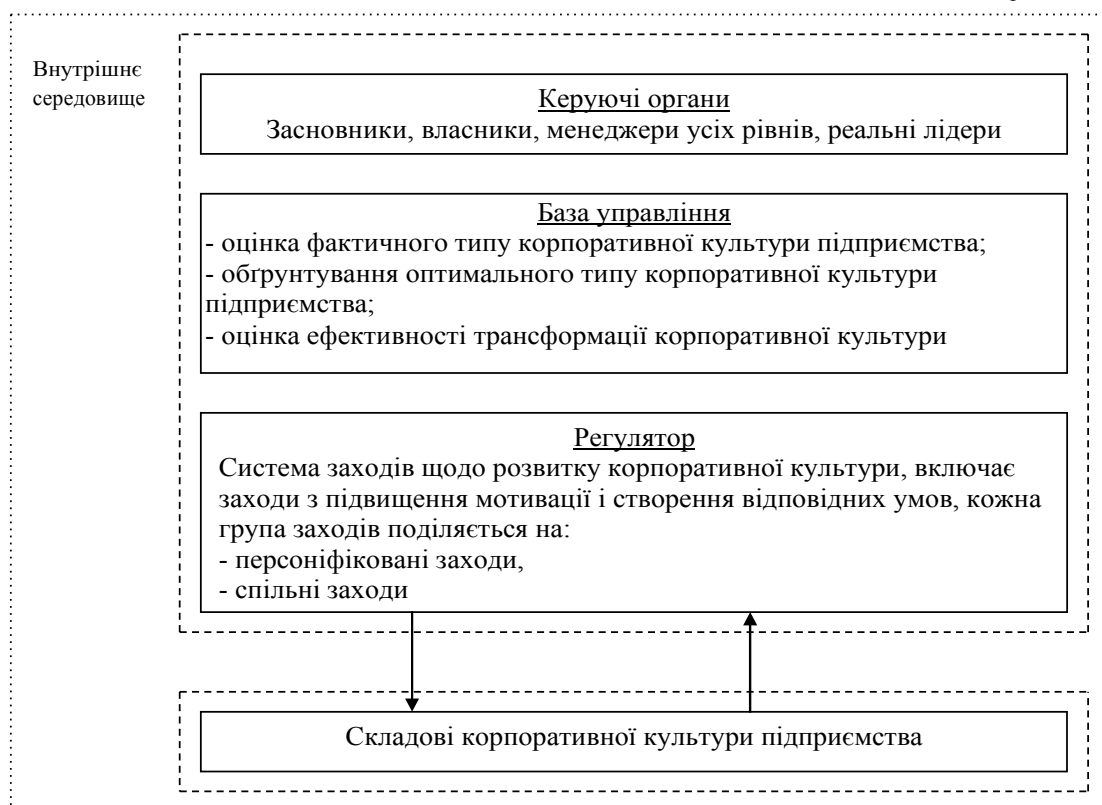 Внутрішнє
середовище
Керуючі органи
Засновники, власники, менеджери усіх рівнів, реальні лідери
База управління
- оцінка фактичного типу корпоративної культури підприємства;
- обґрунтування оптимального типу корпоративної культури
підприємства;
- оцінка ефективності трансформації корпоративної культури
Регулятор
Система заходів щодо розвитку корпоративної культури, включає
заходи з підвищення мотивації і створення відповідних умов, кожна
група заходів поділяється на:
- персоніфіковані заходи,
- спільні заходи
Складові корпоративної культури підприємства